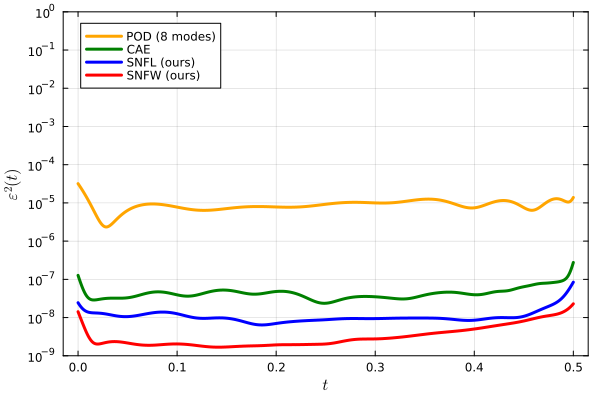 10⁰
10⁻¹
10⁻²
10⁻³
10⁻⁴
10⁻⁵
10⁻⁶
10⁻⁷
10⁻⁸
10⁻⁹
ε²(t)
POD (8 modes)
CAE
SNFL (ours)
SNFW (ours)
0.0 0.1 0.2 0.3 0.4 0.5
t